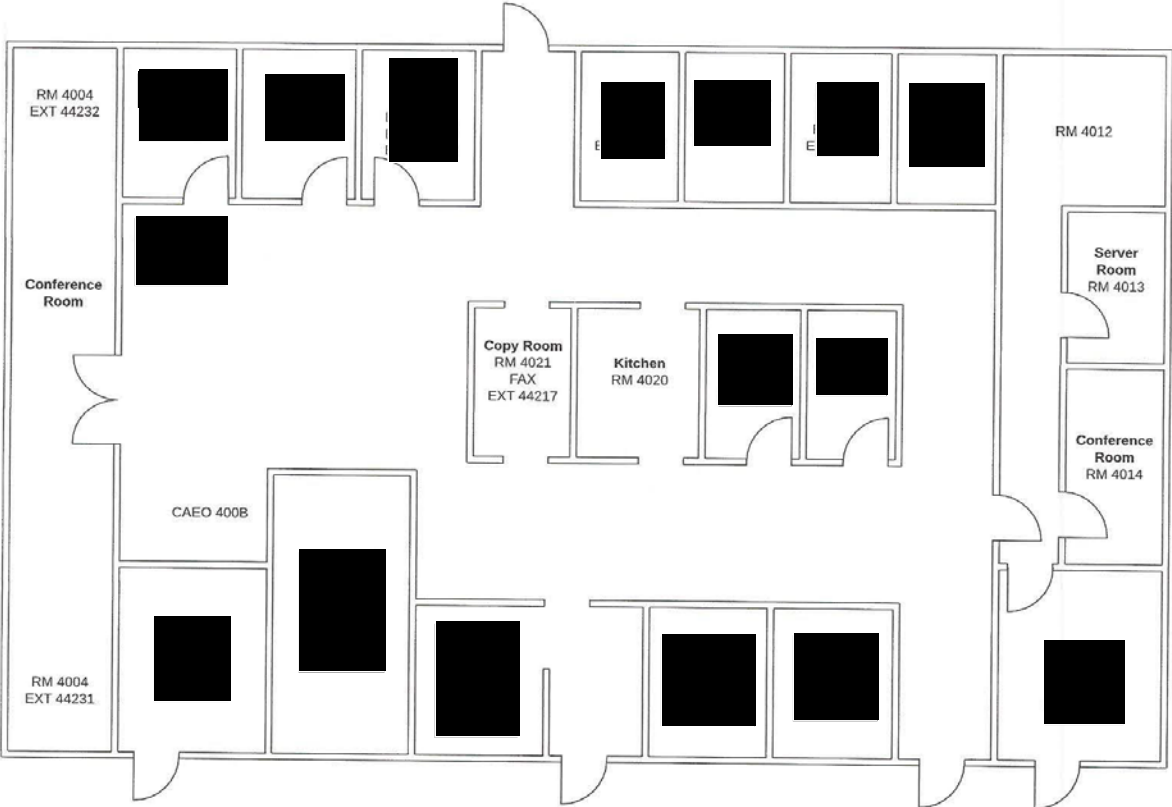 RM 4004
EXT 44232
RM 4012
Conference
Room
Server
Room
RM 4013
Copy Room
RM 4021
FAX
EXT 44217
Kitchen
RM 4020
Conference
Room
RM 4014
CAEO 400B
RM 4004
EXT 44231